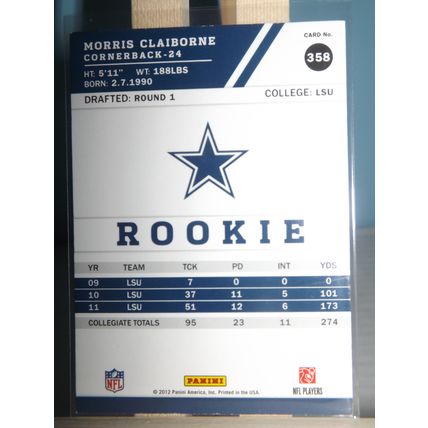 MORRIS CLAIBORNE
CORNERBACK-24
HT: 5'11" WT: 188LBS
BORN: 2.7.1990
CARD No.
358
DRAFTED: ROUND 1 COLLEGE: LSU
ROOKIE
YR TEAM TCK PD INT YDS
09 LSU 7 0 0 0
10 LSU 37 11 5 101
11 LSU 51 12 6 173
COLLEGIATE TOTALS 95 23 11 274
NFL
PANINI
NFL PLAYERS
© 2012 Panini America, Inc. Printed in the USA.